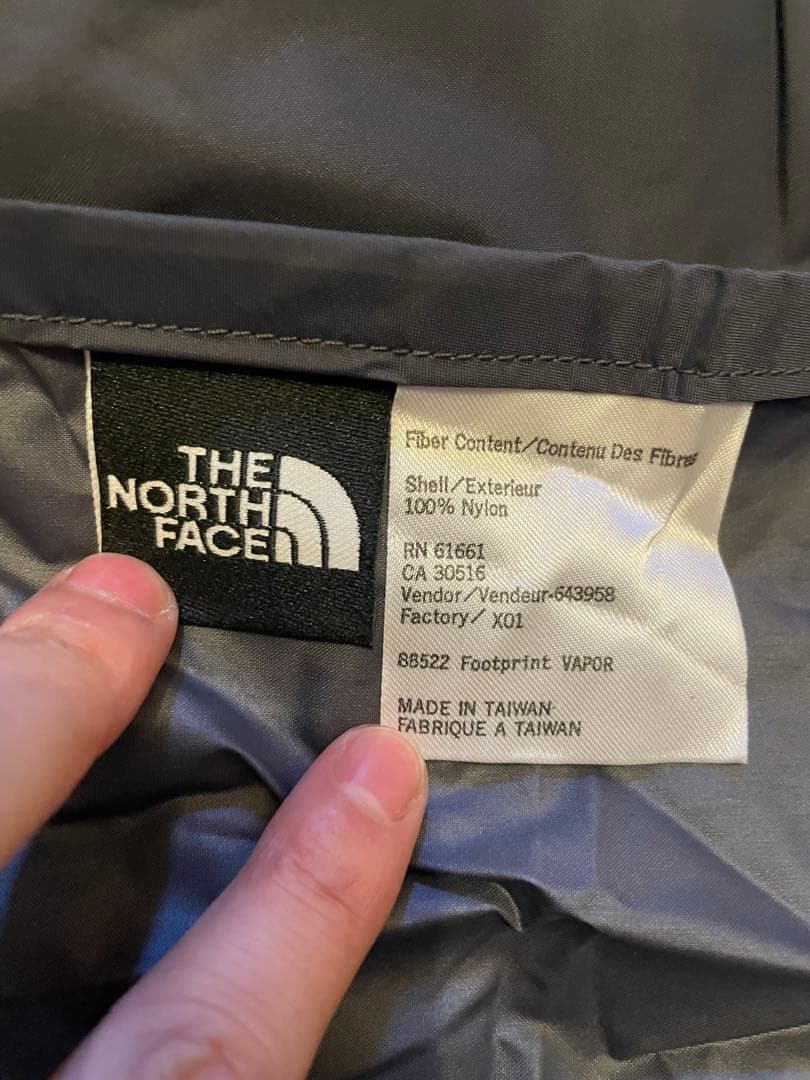 THE
NORTH
FACE
Fiber Content/Contenu Des Fibres
Shell/Exterieur
100% Nylon
RN 61661
CA 30516
Vendor/Vendeur-643958
Factory/ X01
88522 Footprint VAPOR
MADE IN TAIWAN
FABRIQUE A TAIWAN